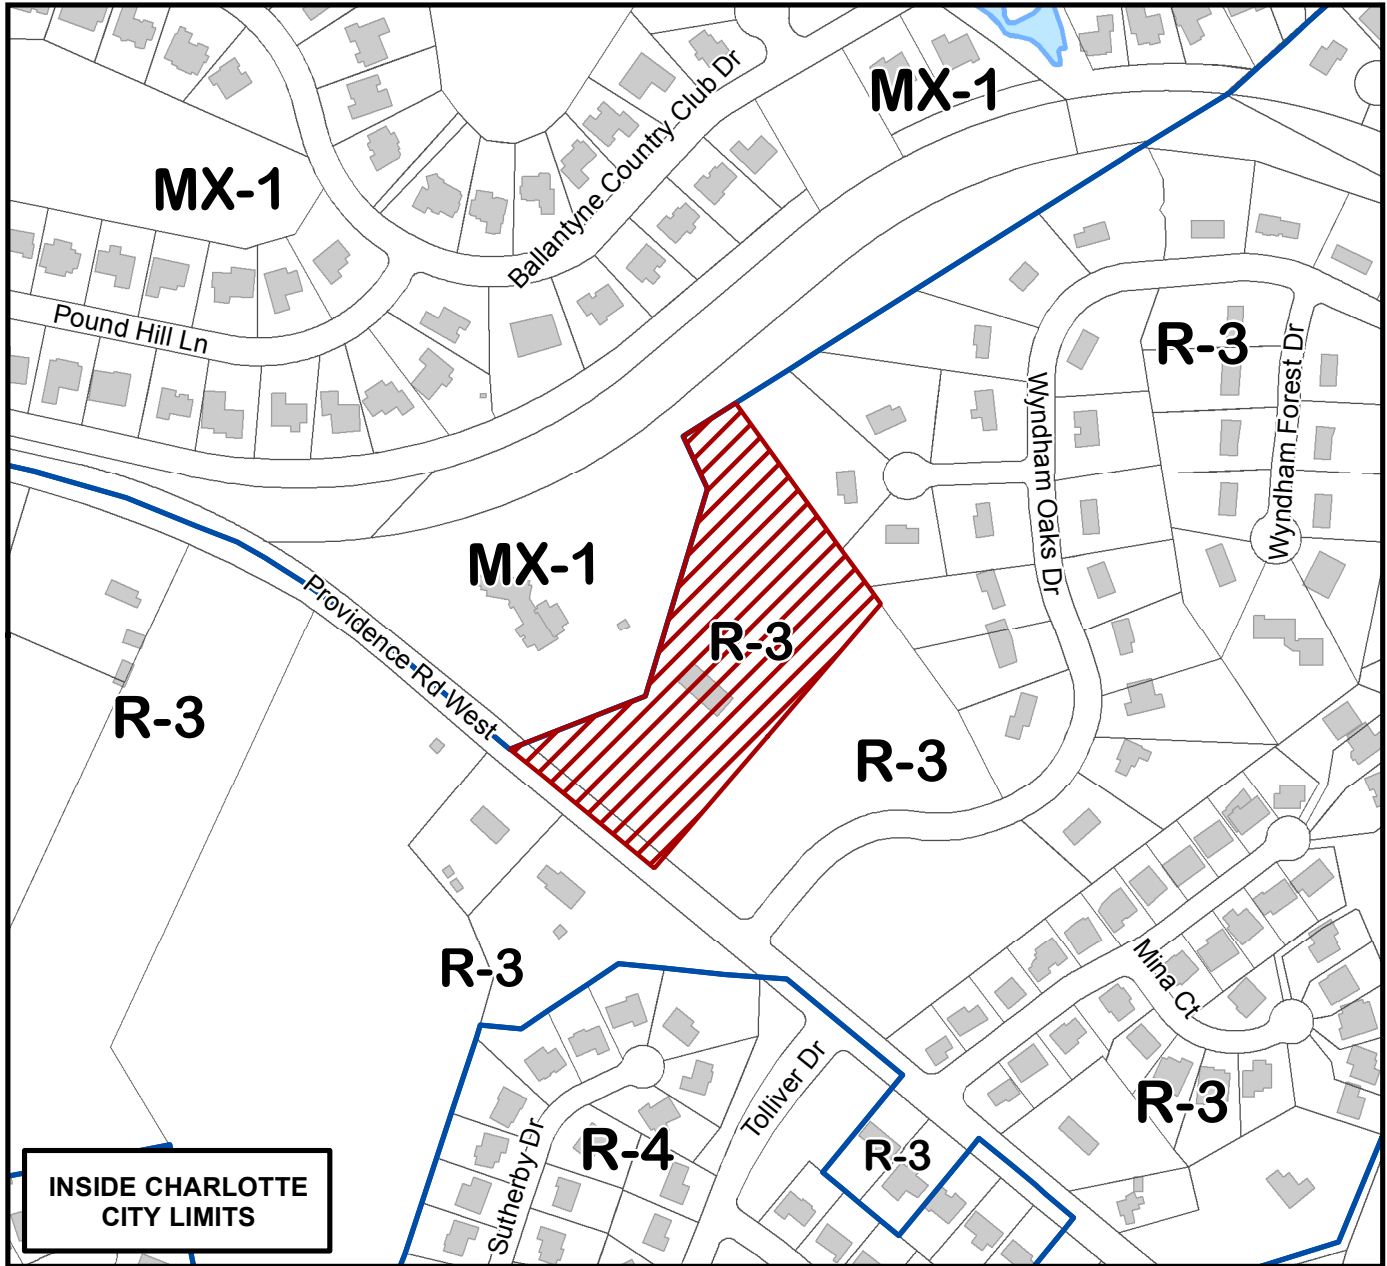 MX-1
Ballantyne Country Club Dr
MX-1
Pound Hill Ln
R-3
Wyndham Forest Dr
Wyndham Oaks Dr
MX-1
Providence Rd West
R-3
R-3
R-3
R-3
Mina Ct
Tolliver Dr
R-3
R-4
Sutherby Dr
R-3
INSIDE CHARLOTTE
CITY LIMITS